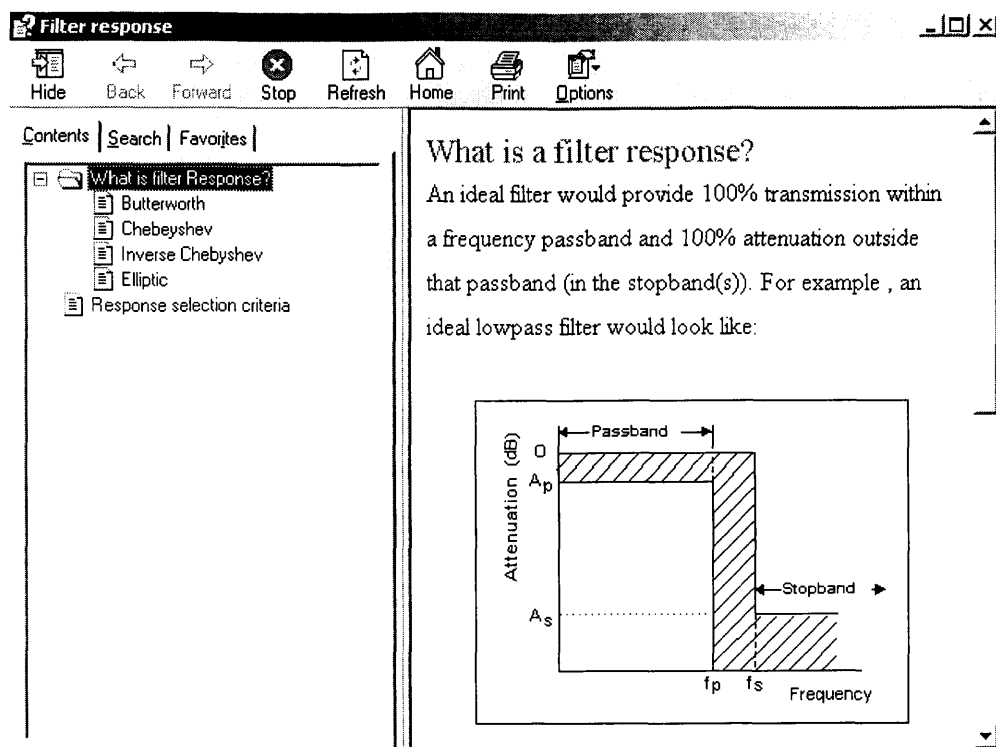 Filter response
Hide Back Forward Stop Refresh Home Print Options
Contents Search Favorites
What is filter Response?
Butterworth
Chebeyshev
Inverse Chebyshev
Elliptic
Response selection criteria
What is a filter response?
An ideal filter would provide 100% transmission within
a frequency passband and 100% attenuation outside
that passband (in the stopband(s)). For example , an
ideal lowpass filter would look like:
Passband
Attenuation (dB)
0
Ap
Stopband
As
fp fs
Frequency